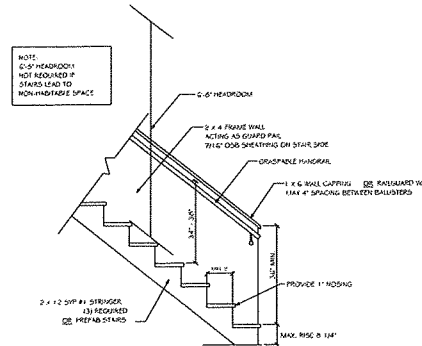 NOTE:
6'-8" HEADROOM
NOT REQUIRED IF
STAIRS LEAD TO
NON-HABITABLE SPACE
6'-8" HEADROOM
2 X 4 FRAME WALL
ACTING AS GUARD RAIL
7/16" OSB SHEATHING ON STAIR SIDE
GRASPABLE HANDRAIL
1 X 6 WALL CAPPING OR RAILGUARD W
MAX 4" SPACING BETWEEN BALUSTERS
34" - 38"
36" MIN
MIN. 9"
PROVIDE 1" NOSING
2 X 12 SYP #1 STRINGER
(3) REQUIRED
OR PREFAB STAIRS
MAX. RISE 8 1/4"